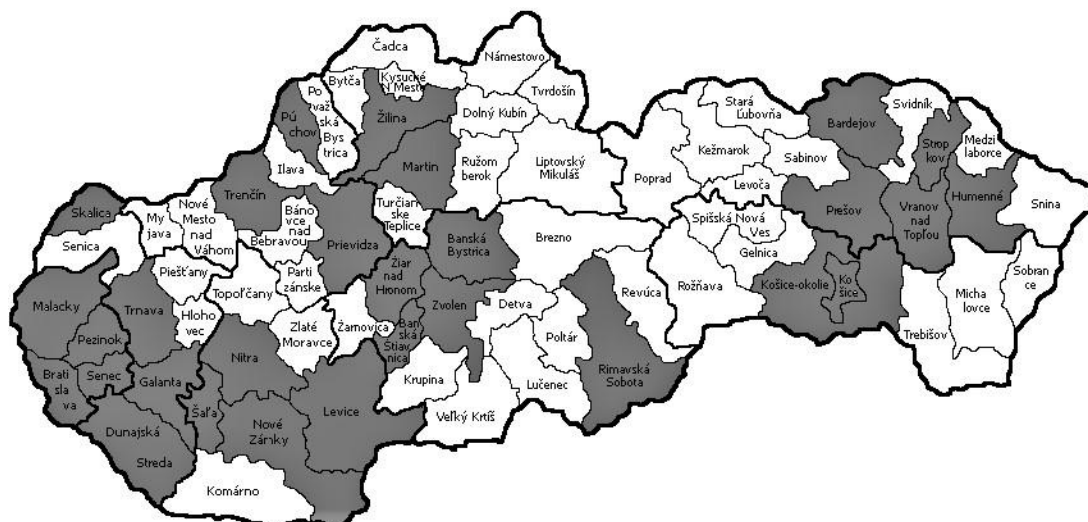 Čadca
Námestovo
Kysucké
N Mesto
Bytča
Po
važ
ská
Bys
trica
Tvrdošín
Dolný Kubín
Žilina
Pú
chov
Martin
Ružom
berok
Liptovský
Mikuláš
Ilava
Trenčín
Turčian
ske
Teplice
Stará
Ľubovňa
Kežmarok
Poprad
Levoča
Sabinov
Bardejov
Svidník
Strop
kov
Medzi
laborce
Prešov
Vranov
nad
Topľou
Humenné
Snina
Skalica
Senica
My
java
Nové
Mesto
nad
Váhom
Báno
vce nad
Bebravou
Prievidza
Banská
Bystrica
Brezno
Spišská Nová
Ves
Gelnica
Rožňava
Košice-okolie
Ko
šice
Trebišov
Micha
lovce
Sobran
ce
Malacky
Pezinok
Trnava
Piešťany
Hloho
vec
Topoľčany
Parti
zánske
Žiar
nad
Hronom
Zvolen
Detva
Revúca
Poltár
Rimavská
Sobota
Lučenec
Brati
sla
va
Senec
Galanta
Nitra
Zlaté
Moravce
Žarnovica
Ban
ská
Štiav
nica
Krupina
Veľký Krtíš
Levice
Šaľa
Nové
Zámky
Dunajská
Streda
Komárno